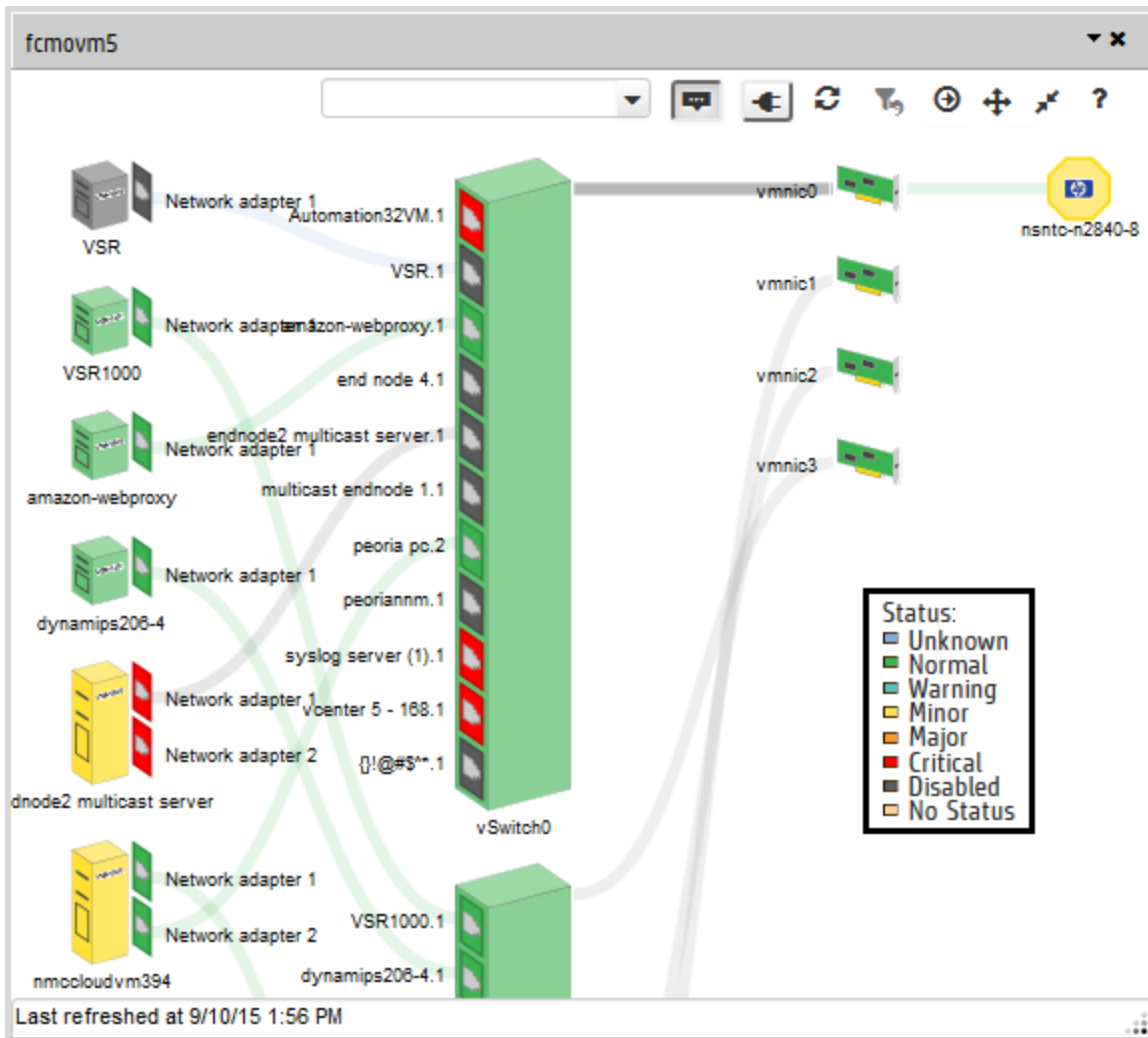 fcmovm5
?
Network adapter 1
VSR
Network adapter 1
VSR1000
Network adapter 1
amazon-webproxy
Network adapter 1
dynamips206-4
Network adapter 1
Network adapter 2
dnode2 multicast server
Network adapter 1
Network adapter 2
nmccloudvm394
Automation32VM.1
VSR.1
amazon-webproxy.1
end node 4.1
endnode2 multicast server.1
multicast endnode 1.1
peoria pc.2
peoriannm.1
syslog server (1).1
vcenter 5 - 168.1
{}!@#$^*.1
vSwitch0
VSR1000.1
dynamips206-4.1
vmnic0
vmnic1
vmnic2
vmnic3
hp
nsntc-n2840-8
Status:
Unknown
Normal
Warning
Minor
Major
Critical
Disabled
No Status
Last refreshed at 9/10/15 1:56 PM